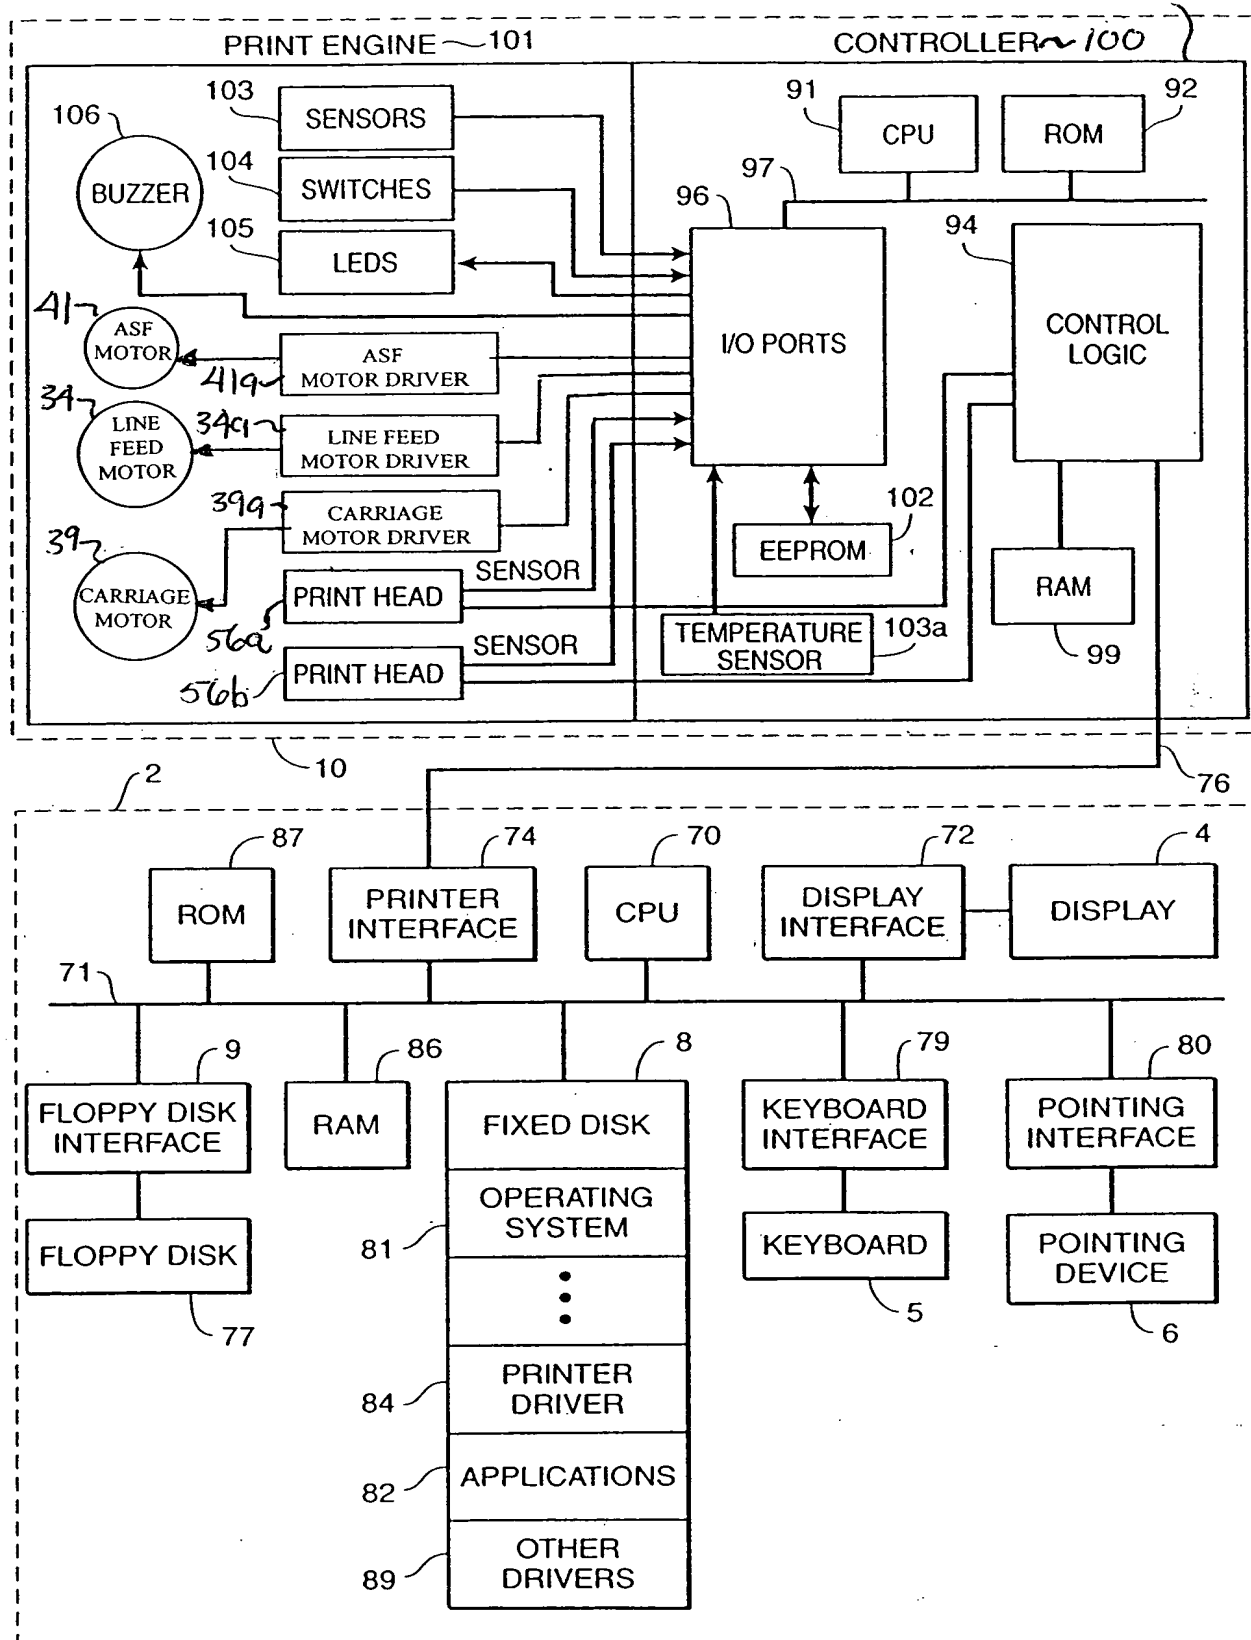 PRINT ENGINE 101
CONTROLLER 100
103
SENSORS
91
CPU
92
ROM
106
BUZZER
104
SWITCHES
97
96
105
LEDS
94
41
ASF
MOTOR
ASF
MOTOR DRIVER
41a
I/O PORTS
CONTROL
LOGIC
34
LINE
FEED
MOTOR
34a
LINE FEED
MOTOR DRIVER
39a
CARRIAGE
MOTOR DRIVER
102
EEPROM
39
CARRIAGE
MOTOR
PRINT HEAD
SENSOR
56a
RAM
99
TEMPERATURE
SENSOR
103a
PRINT HEAD
SENSOR
56b
10
76
2
87
ROM
74
PRINTER
INTERFACE
70
CPU
72
DISPLAY
INTERFACE
4
DISPLAY
71
9
FLOPPY DISK
INTERFACE
86
RAM
8
FIXED DISK
79
KEYBOARD
INTERFACE
80
POINTING
INTERFACE
FLOPPY DISK
77
OPERATING
SYSTEM
81
KEYBOARD
5
POINTING
DEVICE
6
PRINTER
DRIVER
84
APPLICATIONS
82
OTHER
DRIVERS
89